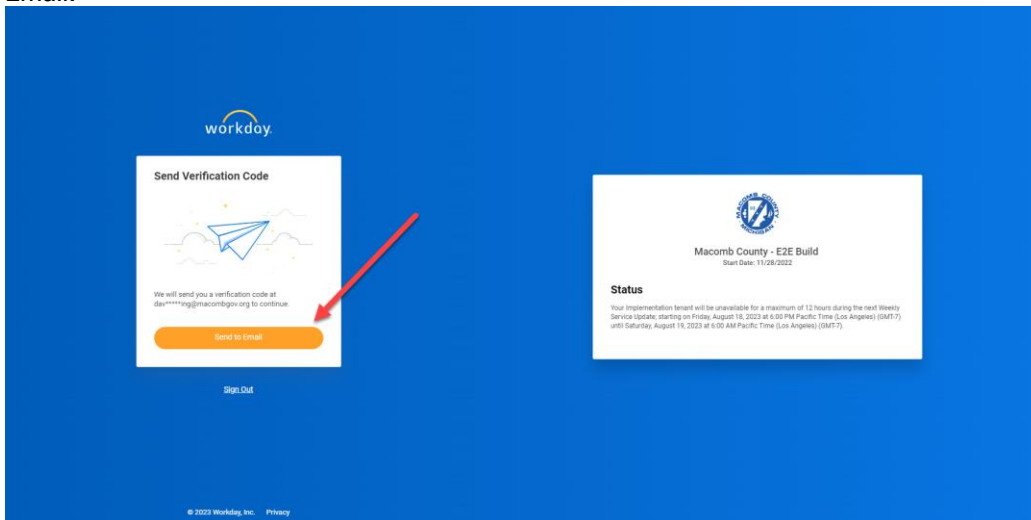 Email.
workday.
Send Verification Code
We will send you a verification code at
dav*****ing@macombgov.org to continue.
Send to Email
Sign Out
© 2023 Workday, Inc. Privacy
MACOMB COUNTY
MICHIGAN
Macomb County - E2E Build
Start Date: 11/28/2022
Status
Your Implementation tenant will be unavailable for a maximum of 12 hours during the next Weekly
Service Update; starting on Friday, August 18, 2023 at 6:00 PM Pacific Time (Los Angeles) (GMT-7)
until Saturday, August 19, 2023 at 6:00 AM Pacific Time (Los Angeles) (GMT-7).